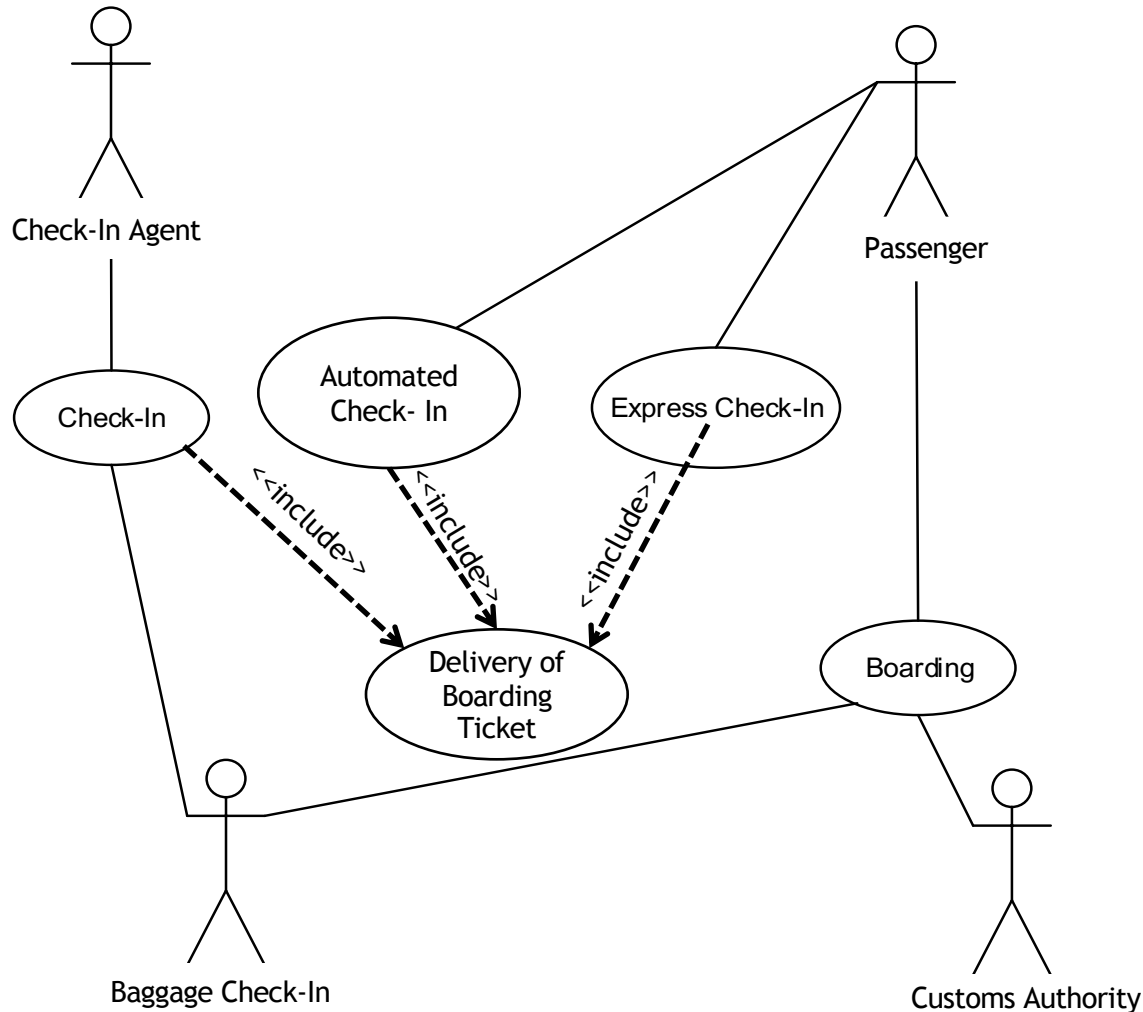 Check-In Agent
Passenger
Automated
Check- In
Express Check-In
Check-In
<<include>>
<<include>>
<<include>>
Delivery of
Boarding
Ticket
Boarding
Baggage Check-In
Customs Authority